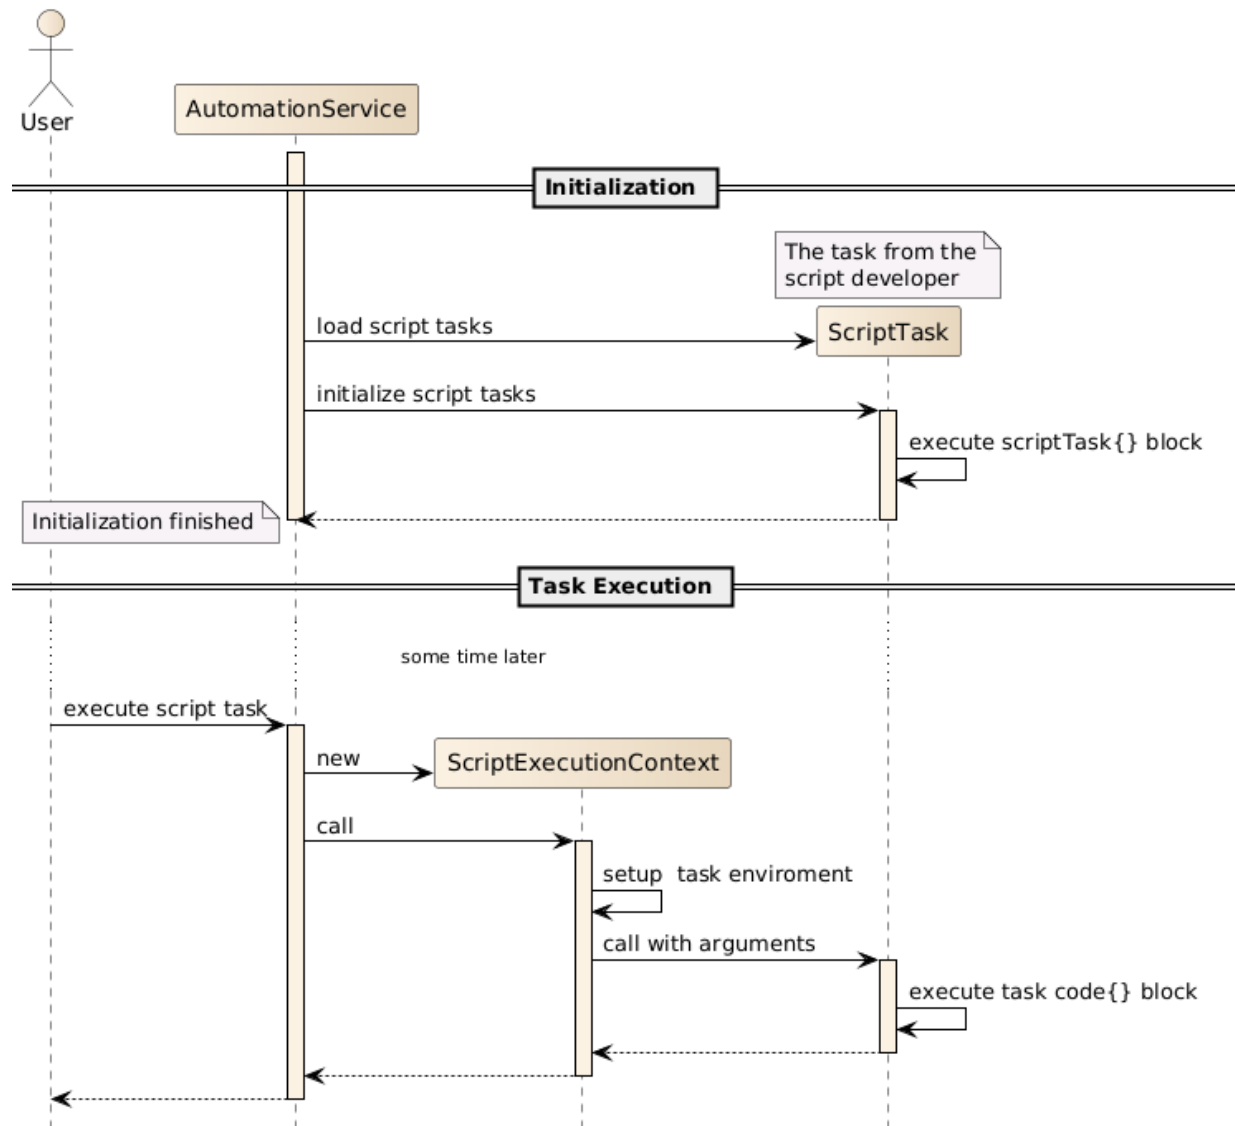 User
AutomationService
Initialization
The task from the
script developer
load script tasks
ScriptTask
initialize script tasks
execute scriptTask{} block
Initialization finished
Task Execution
some time later
execute script task
new
ScriptExecutionContext
call
setup  task enviroment
call with arguments
execute task code{} block